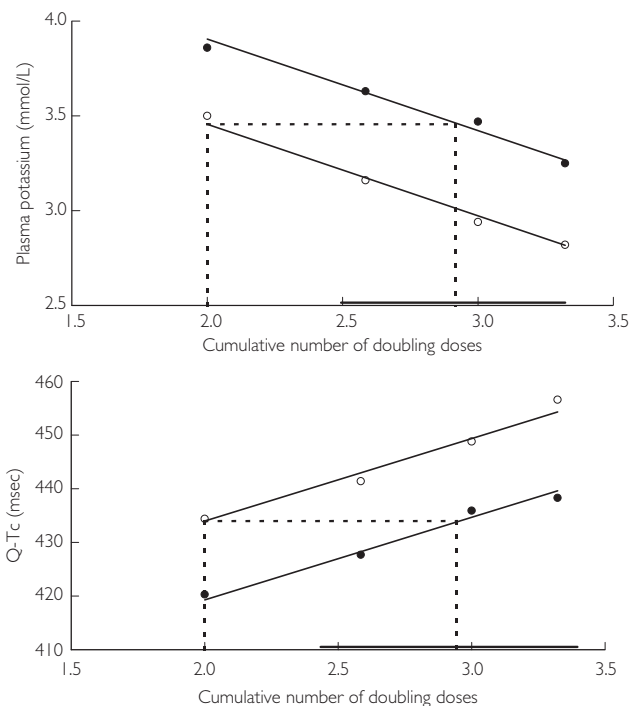 4.0
3.5
3.0
2.5
Plasma potassium (mmol/L)
1.5 2.0 2.5 3.0 3.5
Cumulative number of doubling doses
460
450
440
430
420
410
Q-Tc (msec)
1.5 2.0 2.5 3.0 3.5
Cumulative number of doubling doses